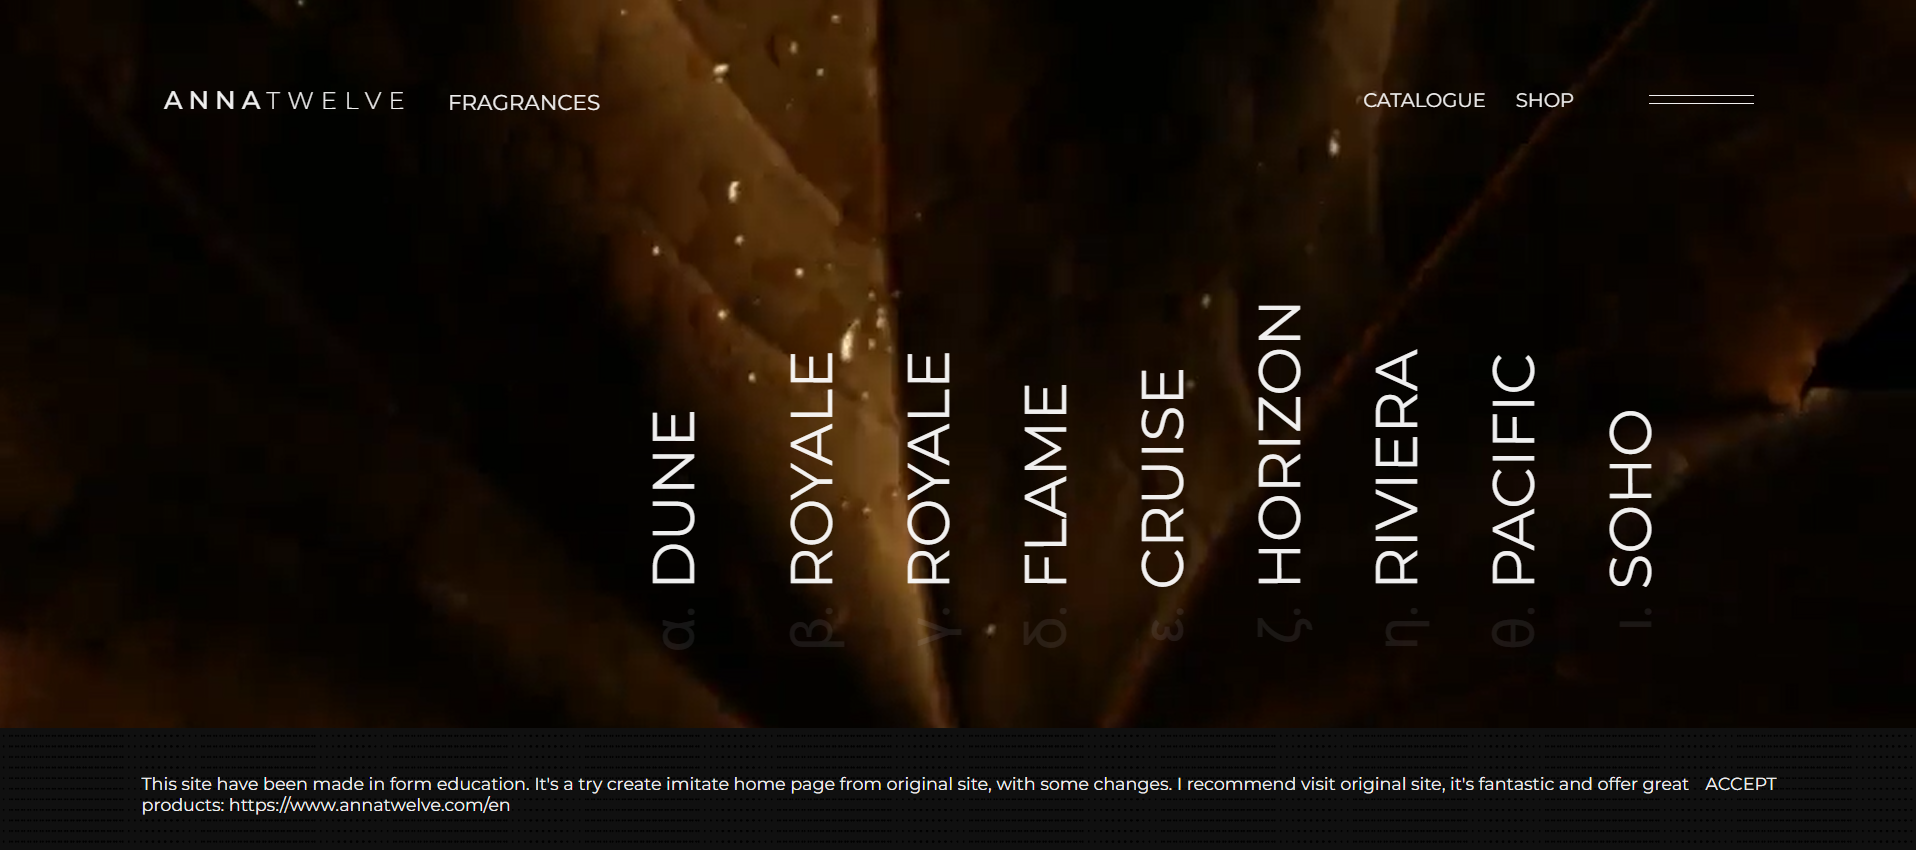 ANNATWELVE FRAGRANCES CATALOGUE SHOP
α. DUNE
β. ROYALE
γ. ROYALE
δ. FLAME
ε. CRUISE
ζ. HORIZON
η. RIVIERA
θ. PACIFIC
ι. SOHO
This site have been made in form education. It's a try create imitate home page from original site, with some changes. I recommend visit original site, it's fantastic and offer great ACCEPT
products: https://www.annatwelve.com/en